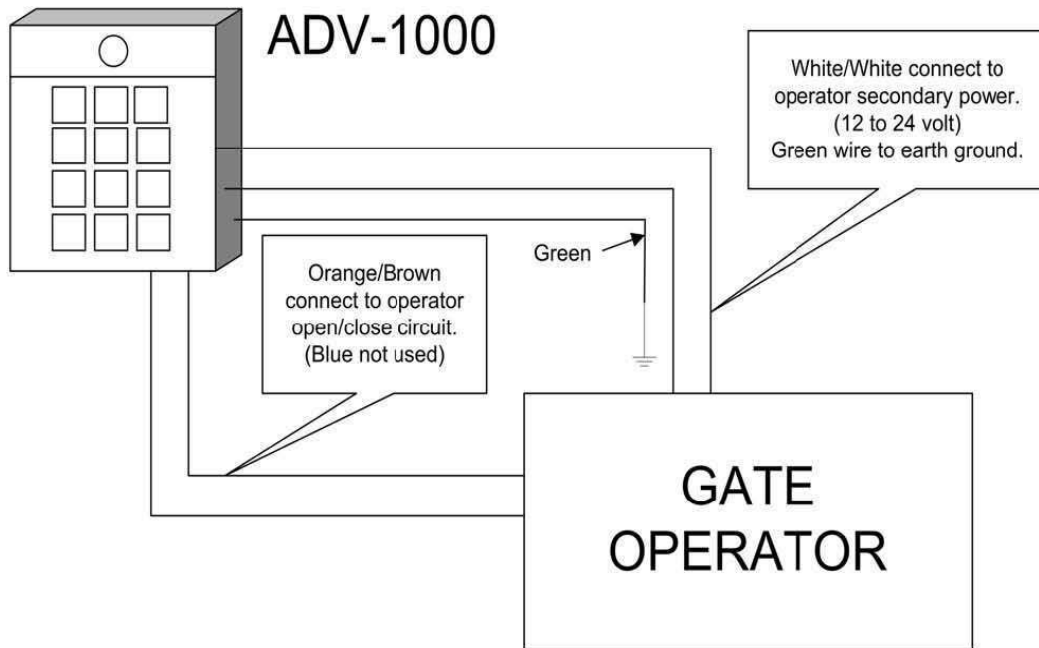 ADV-1000
White/White connect to
operator secondary power.
(12 to 24 volt)
Green wire to earth ground.
Green
Orange/Brown
connect to operator
open/close circuit.
(Blue not used)
GATE
OPERATOR